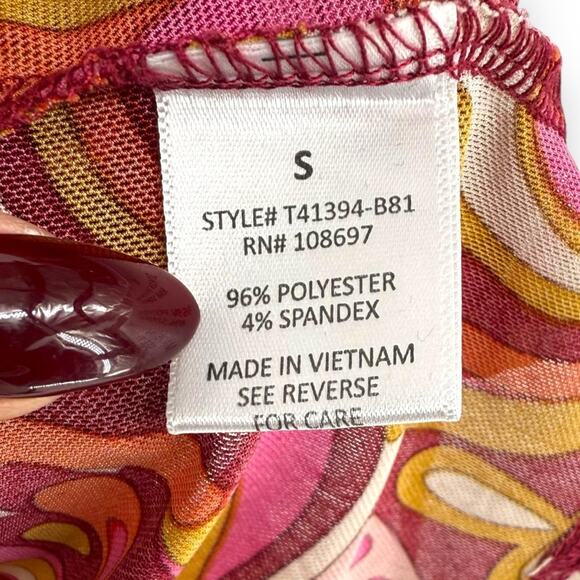 S
STYLE# T41394-B81
RN# 108697
96% POLYESTER
4% SPANDEX
MADE IN VIETNAM
SEE REVERSE
FOR CARE